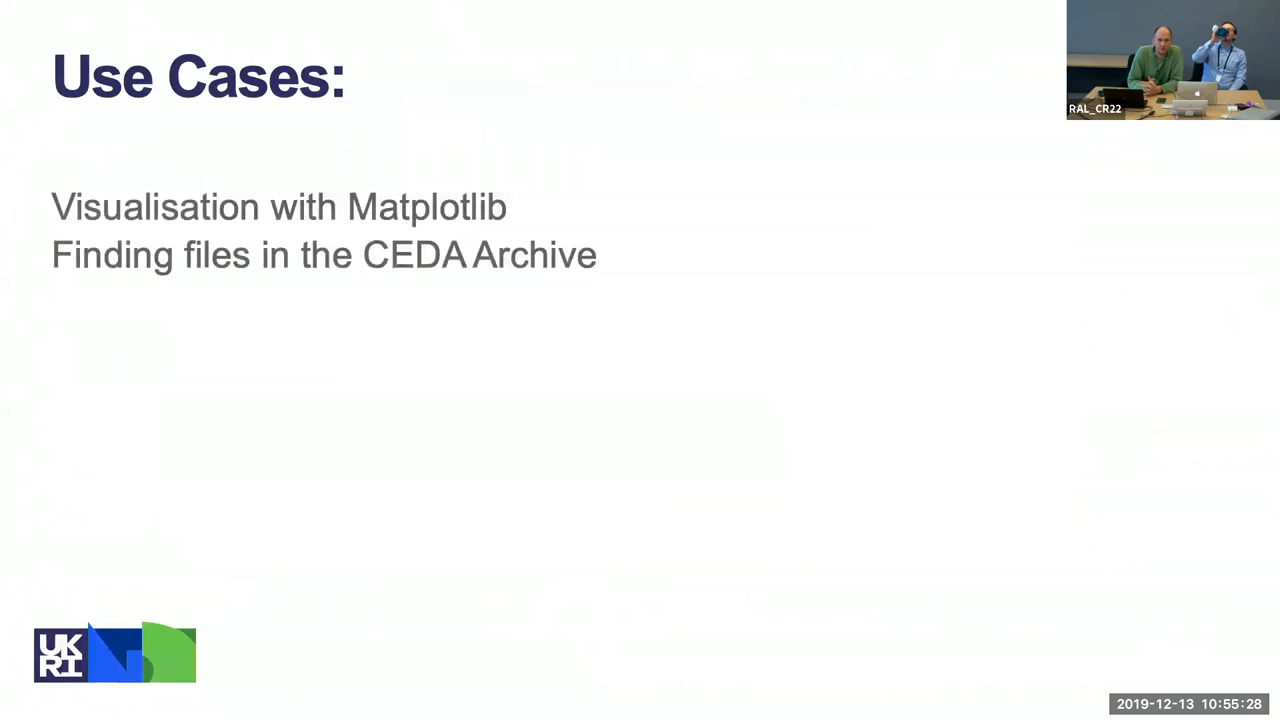 Use Cases:
RAL_CR22
Visualisation with Matplotlib
Finding files in the CEDA Archive
UK
RI
2019-12-13 10:55:28